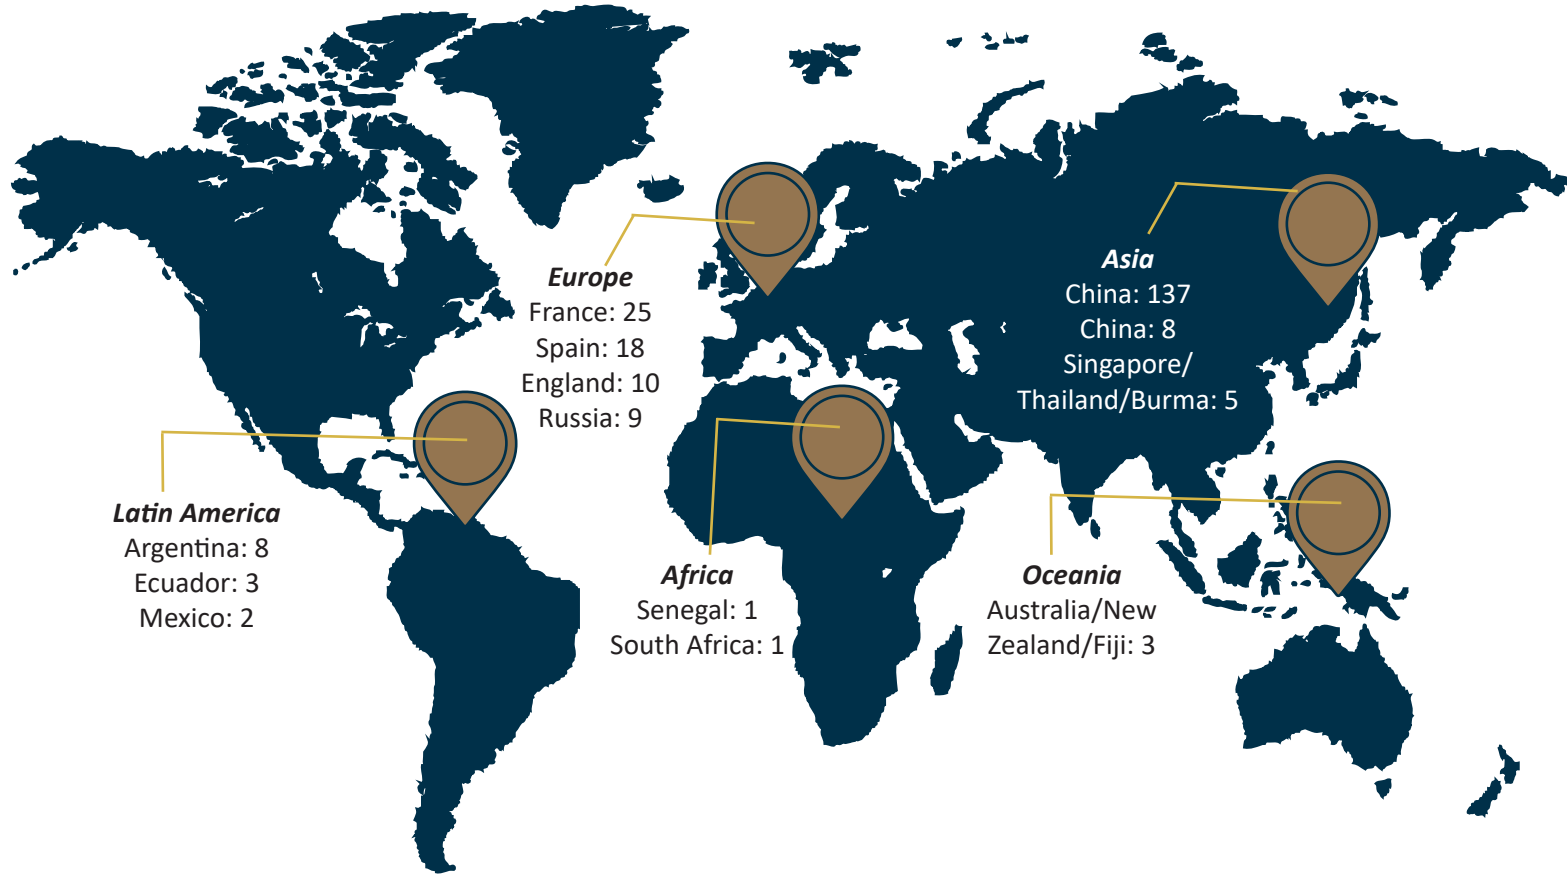 Europe
France: 25
Spain: 18
England: 10
Russia: 9
Asia
China: 137
China: 8
Singapore/
Thailand/Burma: 5
Latin America
Argentina: 8
Ecuador: 3
Mexico: 2
Africa
Senegal: 1
South Africa: 1
Oceania
Australia/New
Zealand/Fiji: 3